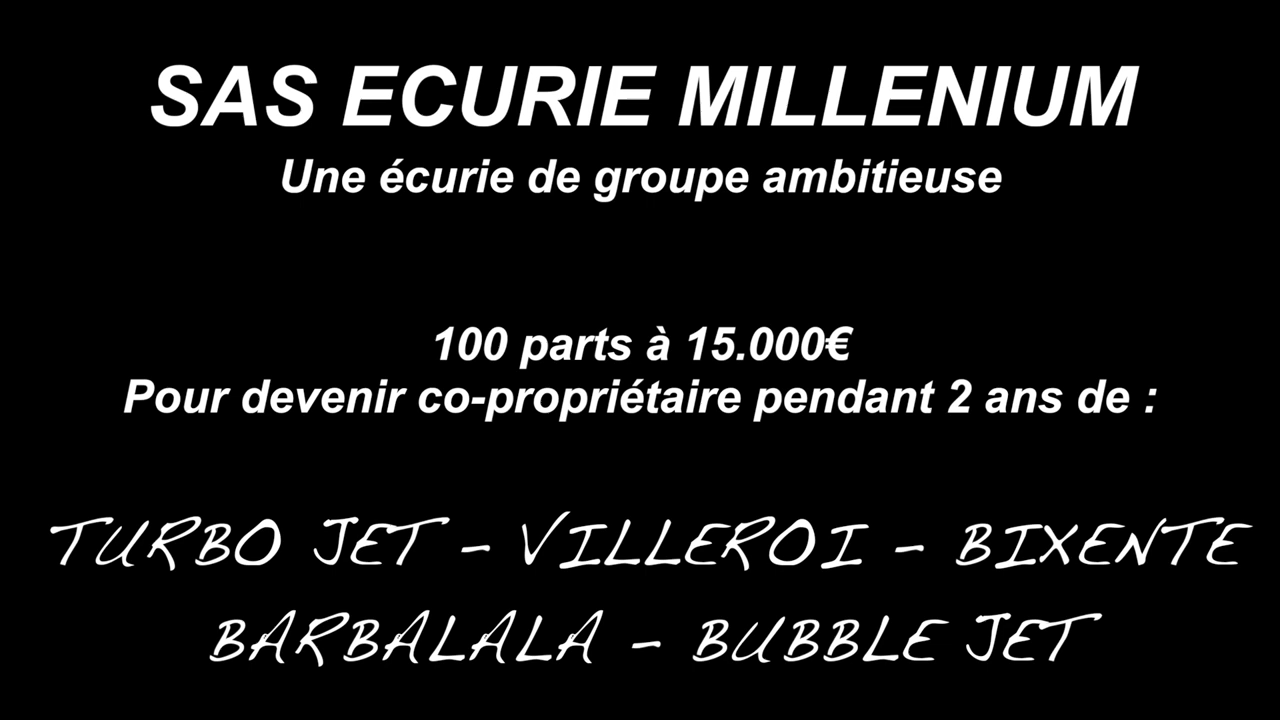 SAS ECURIE MILLENIUM
Une écurie de groupe ambitieuse
100 parts à 15.000€
Pour devenir co-propriétaire pendant 2 ans de :
TURBO JET - VILLEROI - BIXENTE
BARBALALA - BUBBLE JET